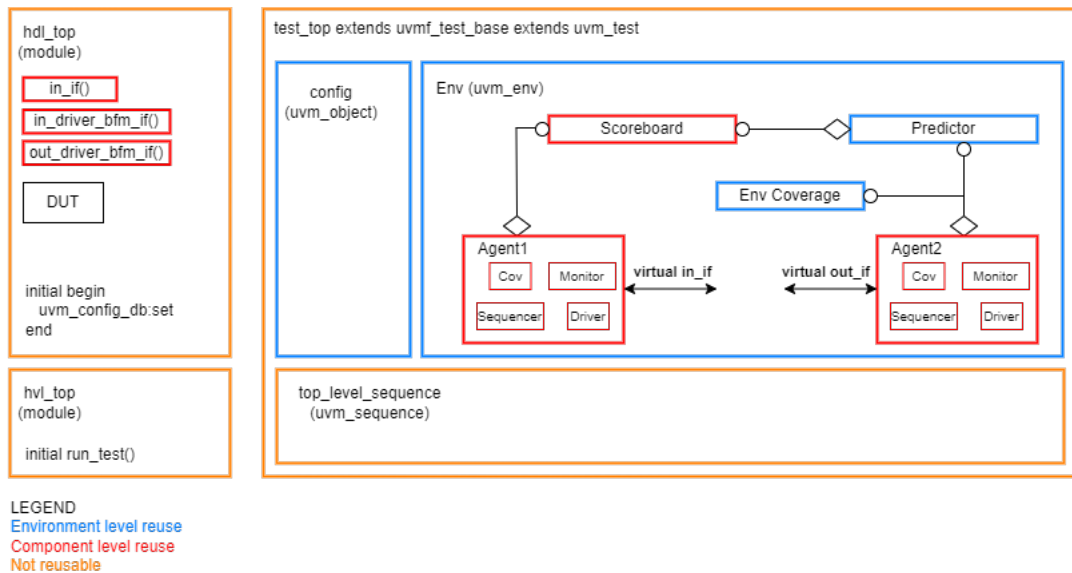 hdl_top
(module)
in_if()
in_driver_bfm_if()
out_driver_bfm_if()
DUT
initial begin
uvm_config_db:set
end
hvl_top
(module)
initial run_test()
test_top extends uvmf_test_base extends uvm_test
config
(uvm_object)
Env (uvm_env)
Scoreboard
Predictor
Env Coverage
Agent1
Cov
Monitor
Sequencer
Driver
virtual in_if
virtual out_if
Agent2
Cov
Monitor
Sequencer
Driver
top_level_sequence
(uvm_sequence)
LEGEND
Environment level reuse
Component level reuse
Not reusable